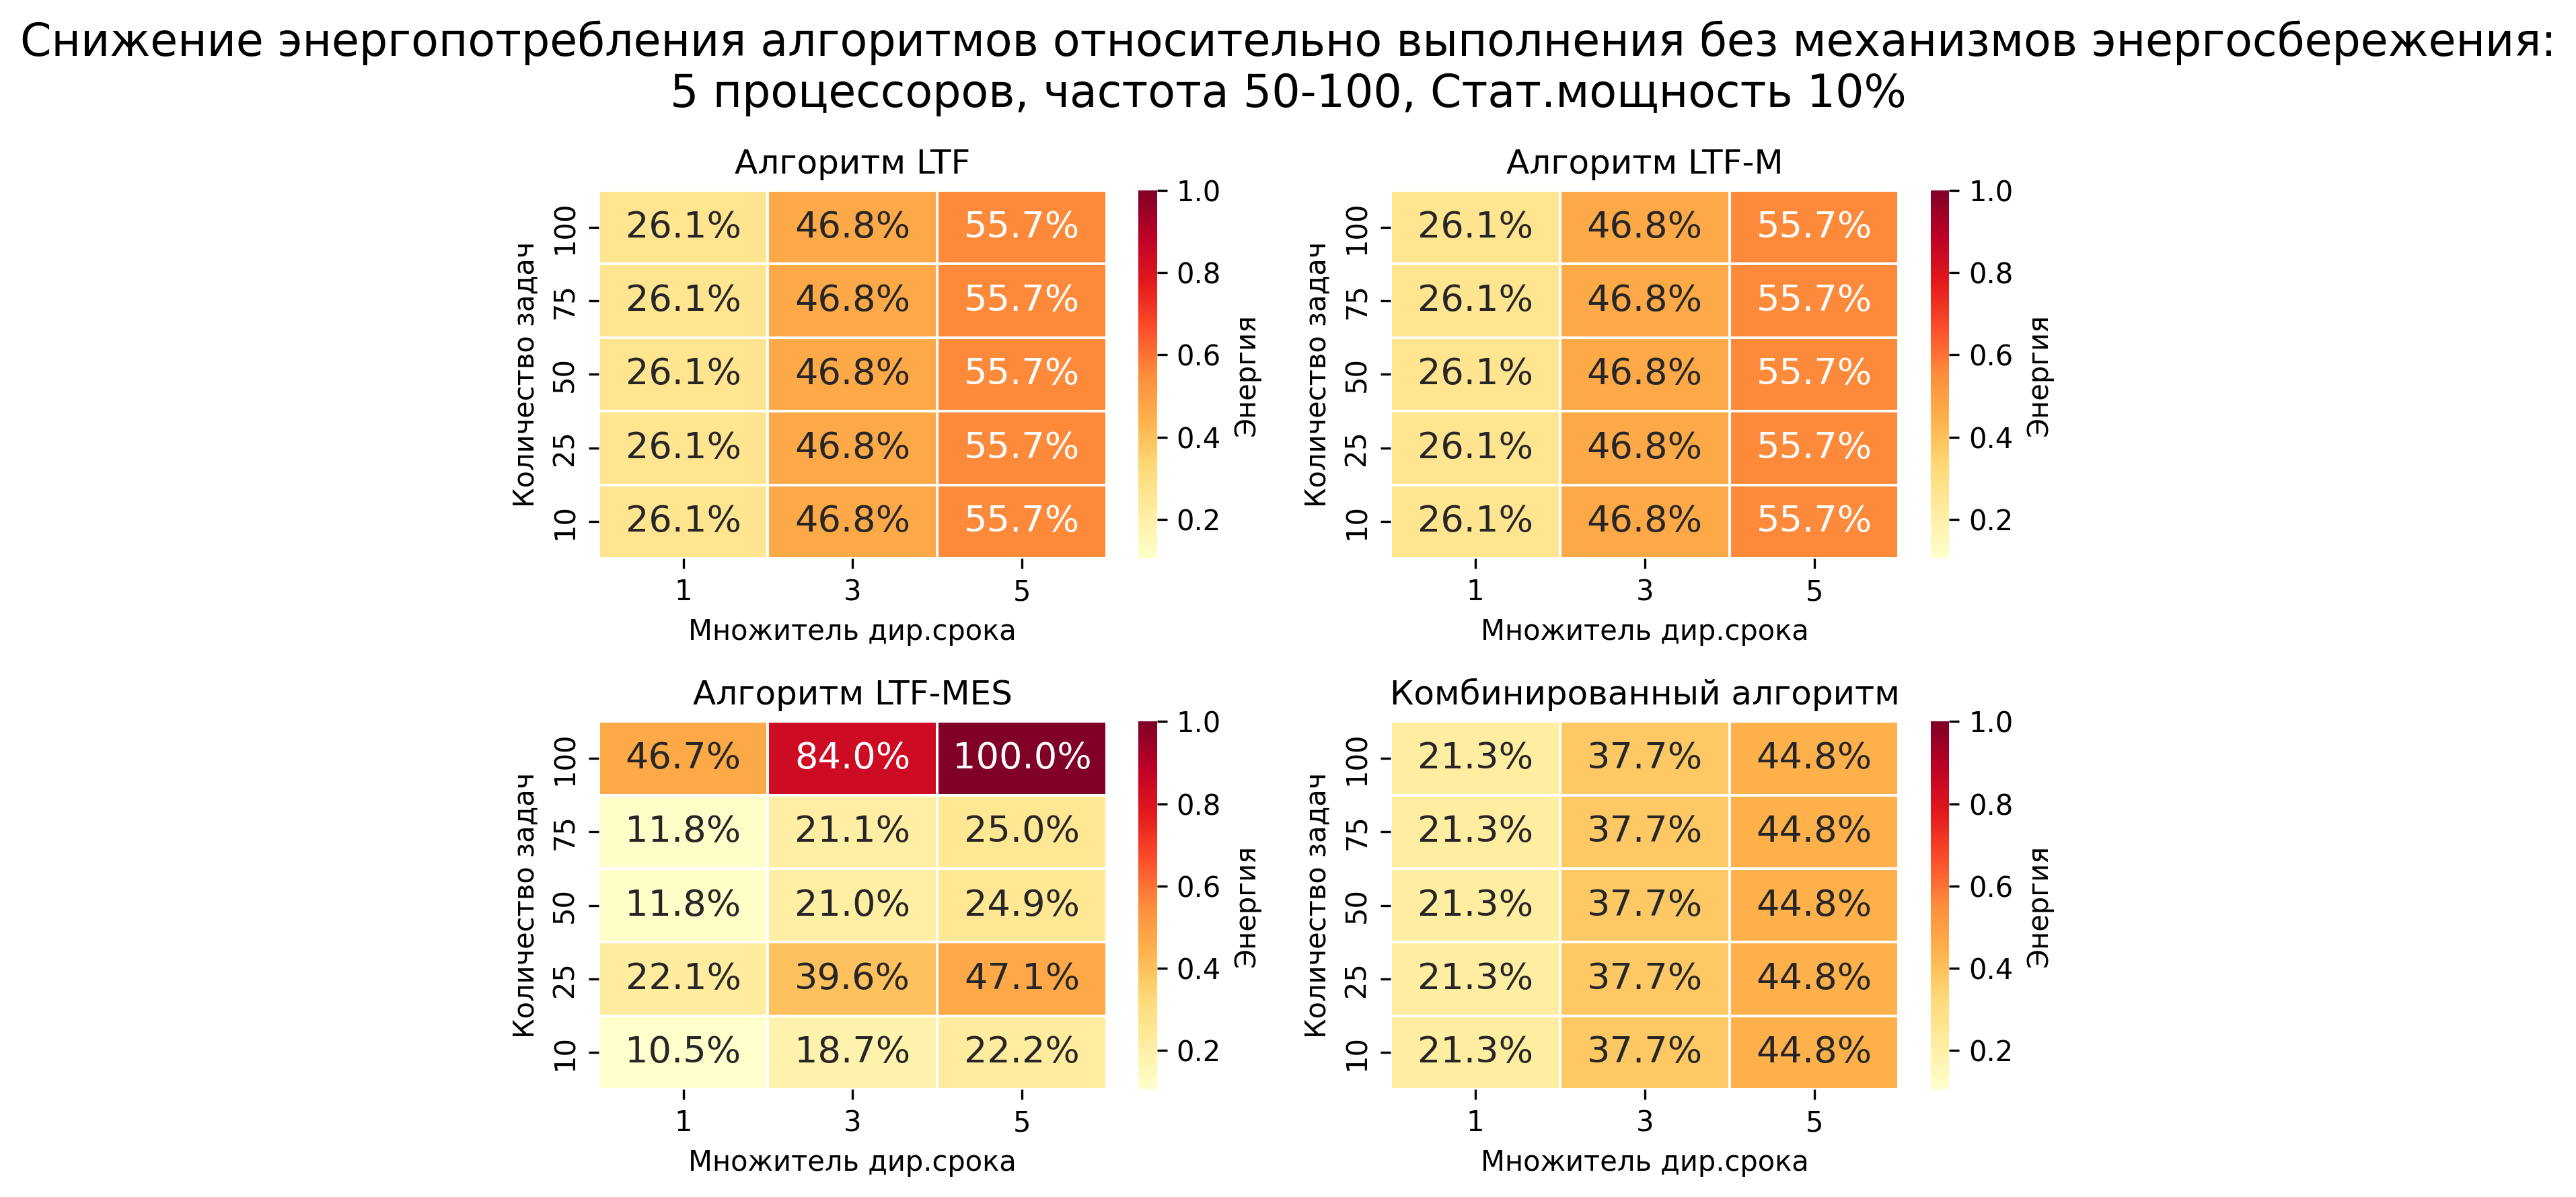 Снижение энергопотребления алгоритмов относительно выполнения без механизмов энергосбережения:
5 процессоров, частота 50-100, Стат.мощность 10%
Алгоритм LTF
Количество задач
100
26.1% 46.8% 55.7%
75
26.1% 46.8% 55.7%
50
26.1% 46.8% 55.7%
25
26.1% 46.8% 55.7%
10
26.1% 46.8% 55.7%
1 3 5
Множитель дир.срока
1.0
0.8
0.6
0.4
0.2
Энергия
Алгоритм LTF-M
Количество задач
100
26.1% 46.8% 55.7%
75
26.1% 46.8% 55.7%
50
26.1% 46.8% 55.7%
25
26.1% 46.8% 55.7%
10
26.1% 46.8% 55.7%
1 3 5
Множитель дир.срока
1.0
0.8
0.6
0.4
0.2
Энергия
Алгоритм LTF-MES
Количество задач
100
46.7% 84.0% 100.0%
75
11.8% 21.1% 25.0%
50
11.8% 21.0% 24.9%
25
22.1% 39.6% 47.1%
10
10.5% 18.7% 22.2%
1 3 5
Множитель дир.срока
1.0
0.8
0.6
0.4
0.2
Энергия
Комбинированный алгоритм
Количество задач
100
21.3% 37.7% 44.8%
75
21.3% 37.7% 44.8%
50
21.3% 37.7% 44.8%
25
21.3% 37.7% 44.8%
10
21.3% 37.7% 44.8%
1 3 5
Множитель дир.срока
1.0
0.8
0.6
0.4
0.2
Энергия